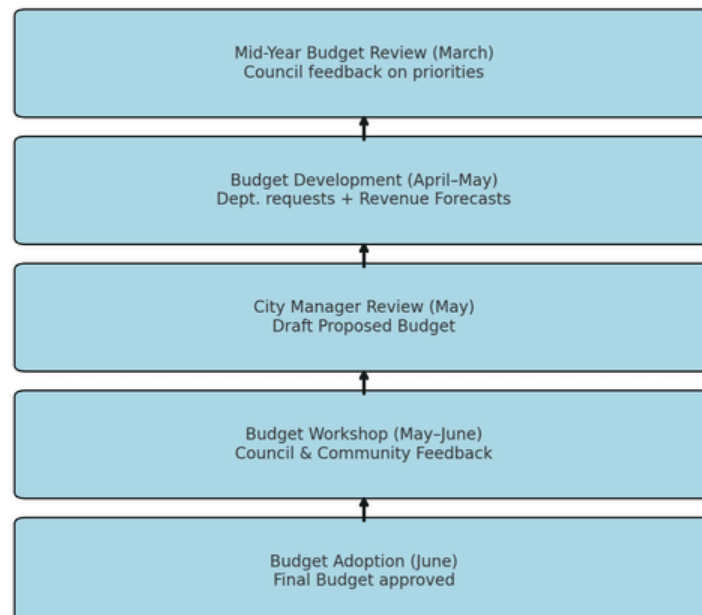 Mid-Year Budget Review (March)
Council feedback on priorities
Budget Development (April–May)
Dept. requests + Revenue Forecasts
City Manager Review (May)
Draft Proposed Budget
Budget Workshop (May–June)
Council & Community Feedback
Budget Adoption (June)
Final Budget approved